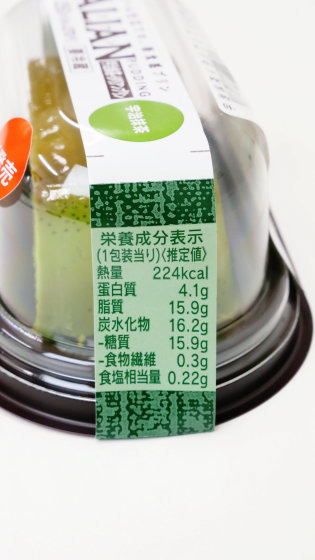 ALIAN
PUDDING
宇治抹茶
売
栄養成分表示
(1包装当り)〈推定値〉
熱量 224kcal
蛋白質 4.1g
脂質 15.9g
炭水化物 16.2g
-糖質 15.9g
-食物繊維 0.3g
食塩相当量 0.22g